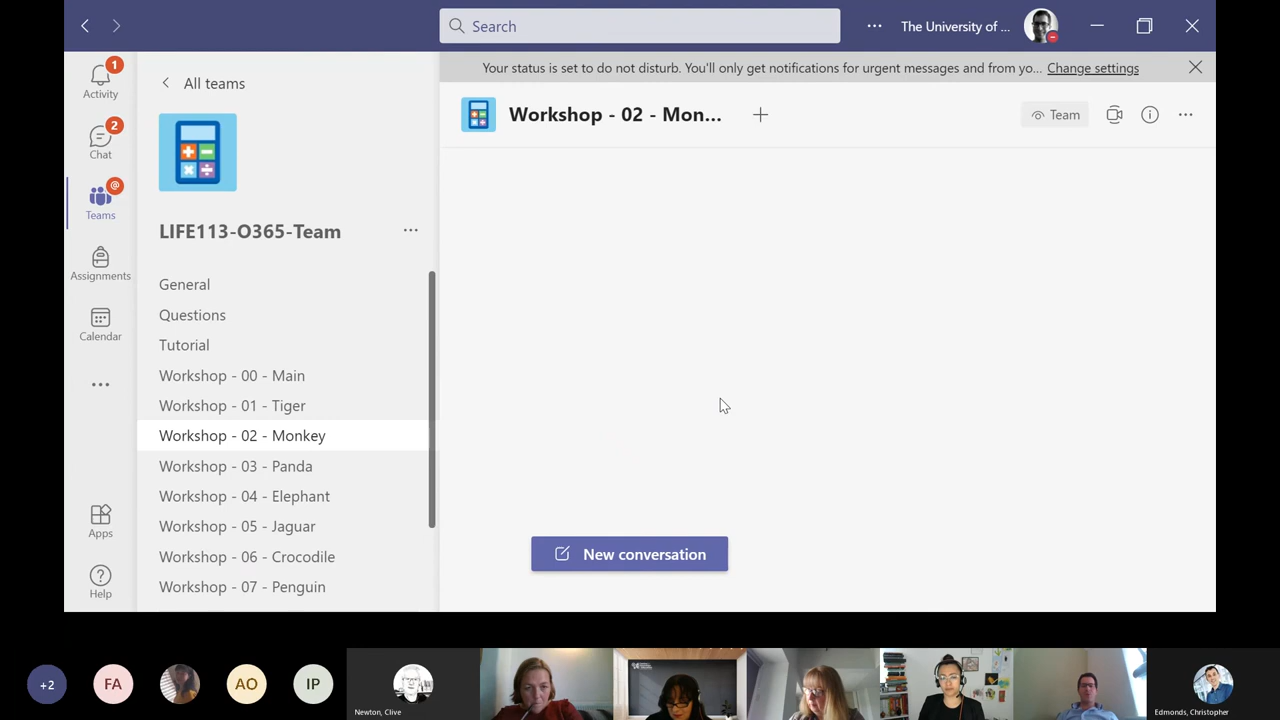 Search
The University of ...
Your status is set to do not disturb. You'll only get notifications for urgent messages and from yo... Change settings
1
Activity
2
Chat
@
Teams
Assignments
Calendar
Apps
Help
All teams
LIFE113-O365-Team
General
Questions
Tutorial
Workshop - 00 - Main
Workshop - 01 - Tiger
Workshop - 02 - Monkey
Workshop - 03 - Panda
Workshop - 04 - Elephant
Workshop - 05 - Jaguar
Workshop - 06 - Crocodile
Workshop - 07 - Penguin
Workshop - 02 - Mon...
Team
New conversation
+2
FA
AO
IP
Newton, Clive
Edmonds, Christopher